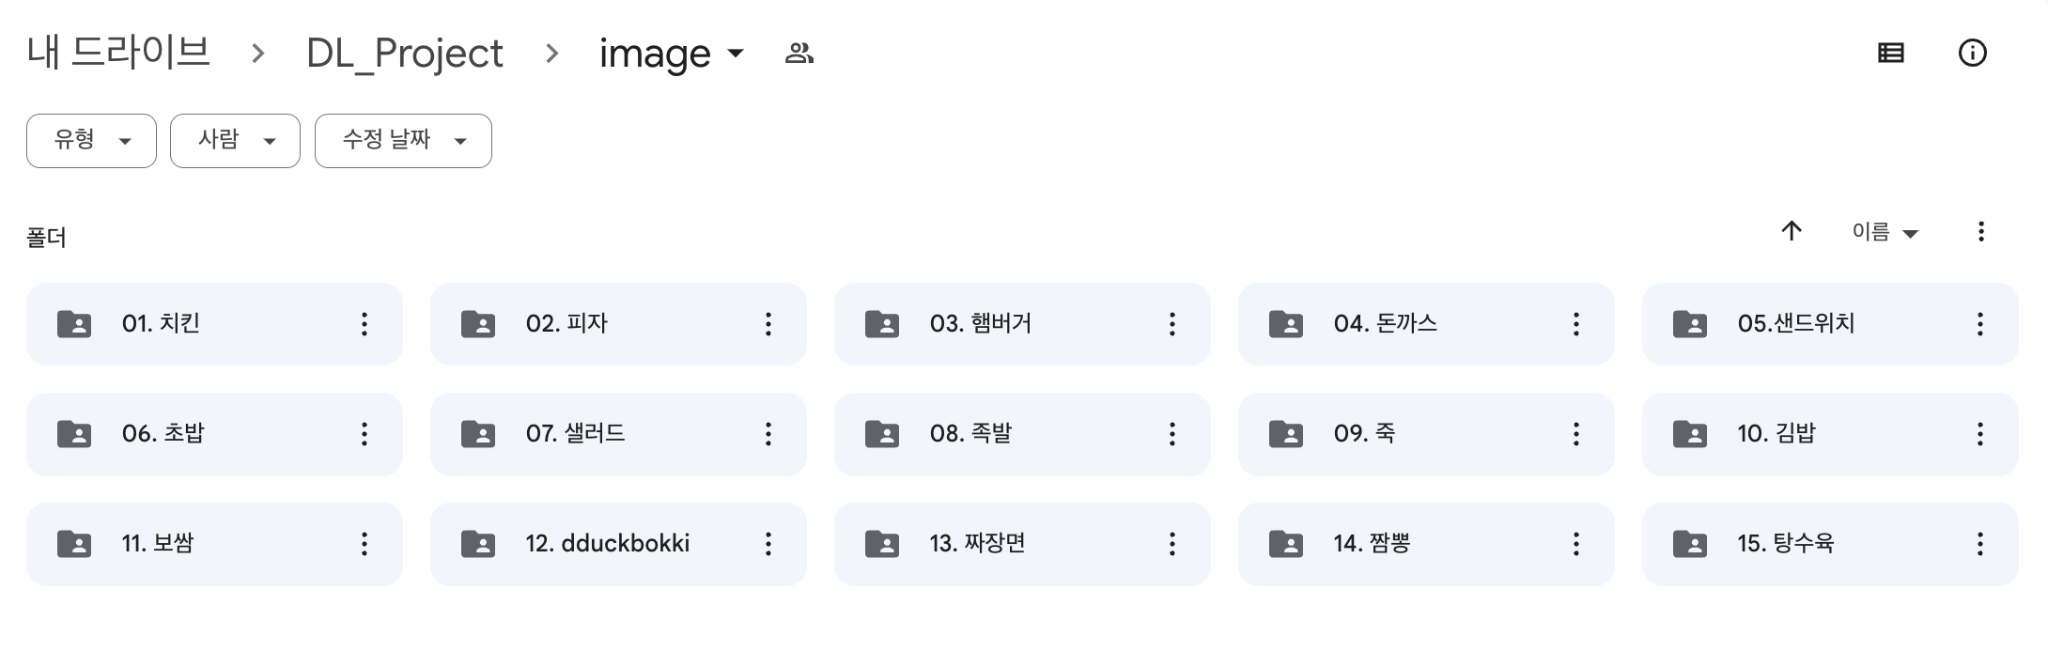 내 드라이브 > DL_Project > image
유형 사람 수정 날짜
폴더 이름
01. 치킨 02. 피자 03. 햄버거 04. 돈까스 05.샌드위치
06. 초밥 07. 샐러드 08. 족발 09. 죽 10. 김밥
11. 보쌈 12. dduckbokki 13. 짜장면 14. 짬뽕 15. 탕수육